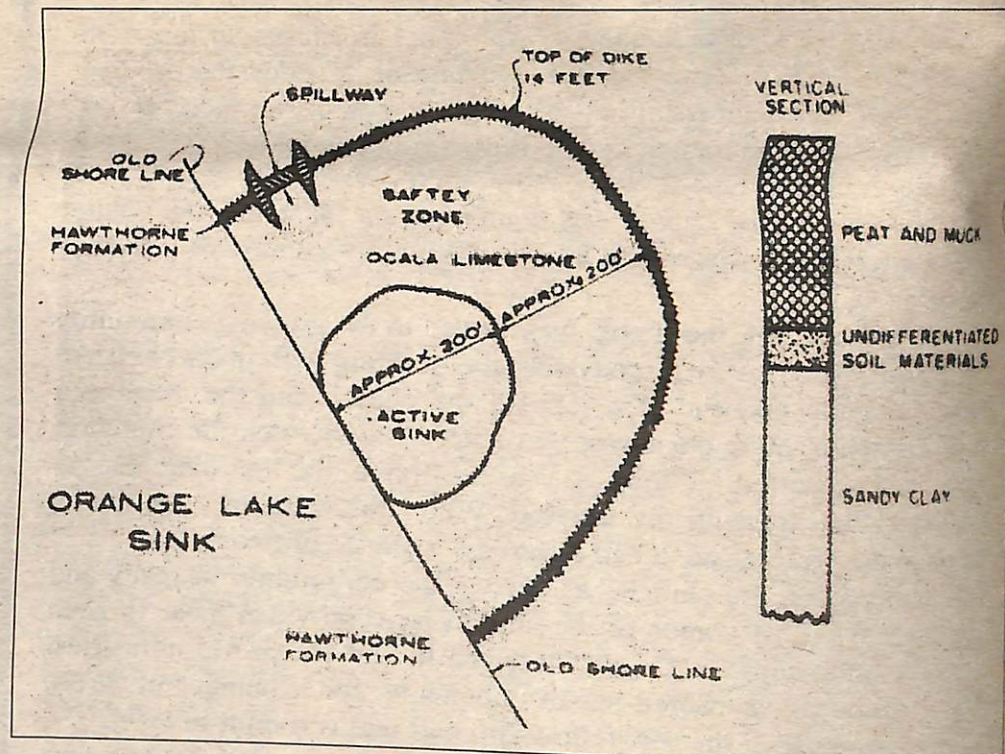 TOP OF DIKE
14 FEET
SPILLWAY
OLD
SHORE LINE
HAWTHORNE
FORMATION
SAFTEY
ZONE
OCALA LIMESTONE
APPROX. 200'
APPROX. 200'
ACTIVE
SINK
ORANGE LAKE
SINK
HAWTHORNE
FORMATION
OLD SHORE LINE
VERTICAL
SECTION
PEAT AND MUCK
UNDIFFERENTIATED
SOIL MATERIALS
SANDY CLAY